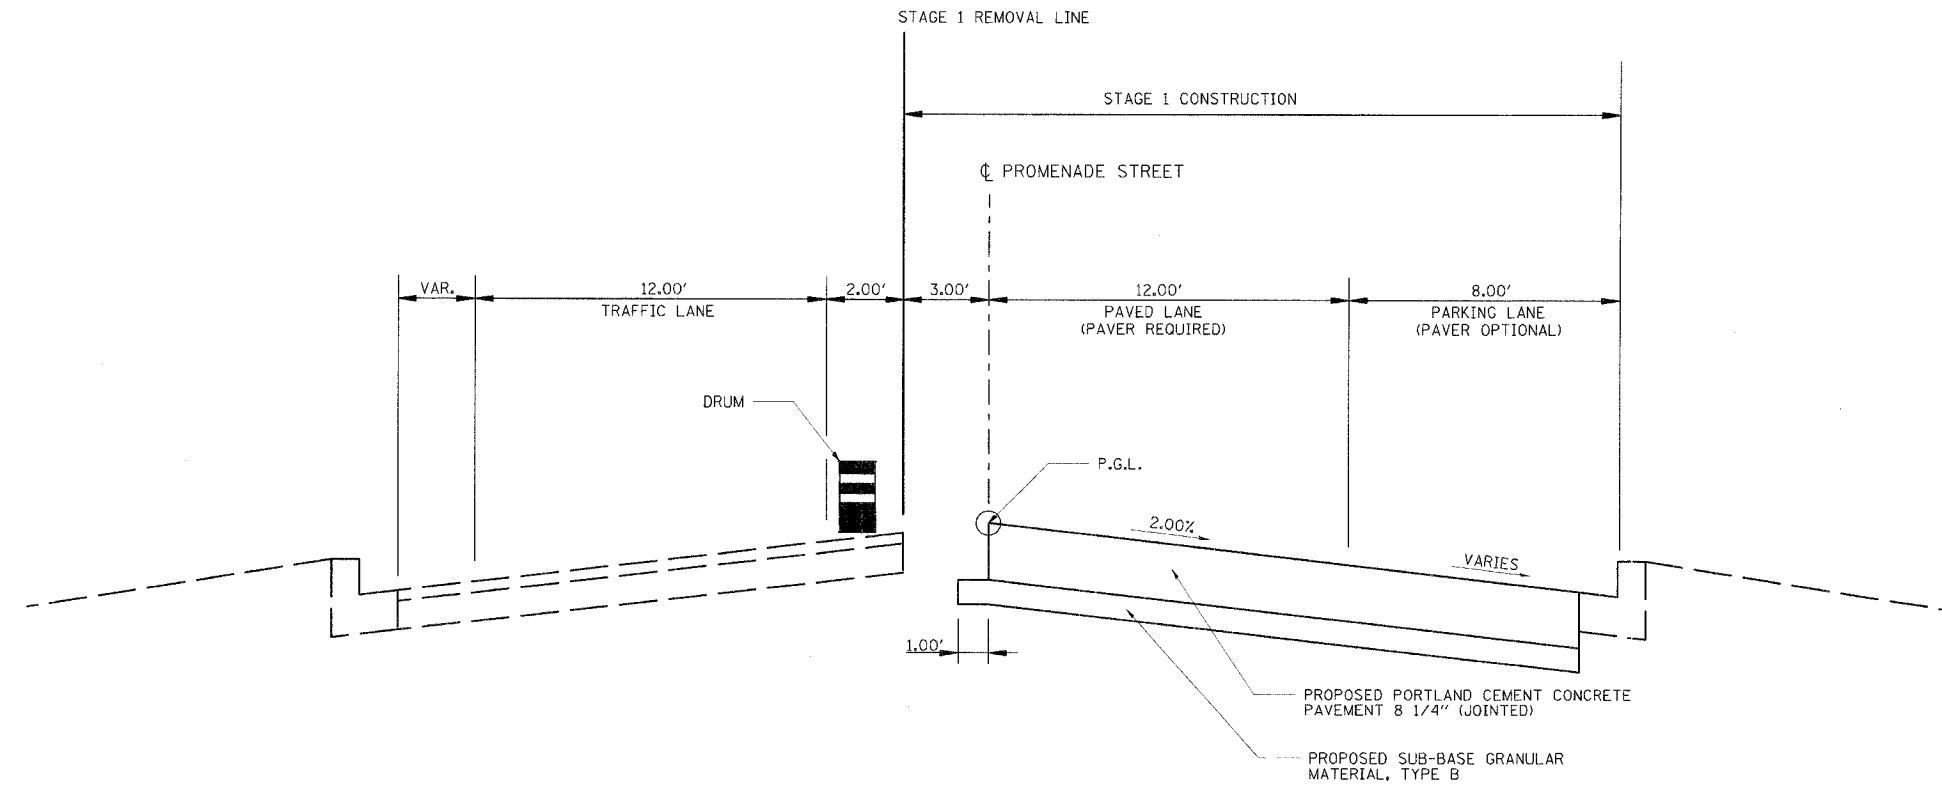 STAGE 1 REMOVAL LINE
STAGE 1 CONSTRUCTION
℄ PROMENADE STREET
VAR.
12.00'
TRAFFIC LANE
2.00'
3.00'
12.00'
PAVED LANE
(PAVER REQUIRED)
8.00'
PARKING LANE
(PAVER OPTIONAL)
DRUM
P.G.L.
2.00%
VARIES
1.00'
PROPOSED PORTLAND CEMENT CONCRETE
PAVEMENT 8 1/4" (JOINTED)
PROPOSED SUB-BASE GRANULAR
MATERIAL, TYPE B